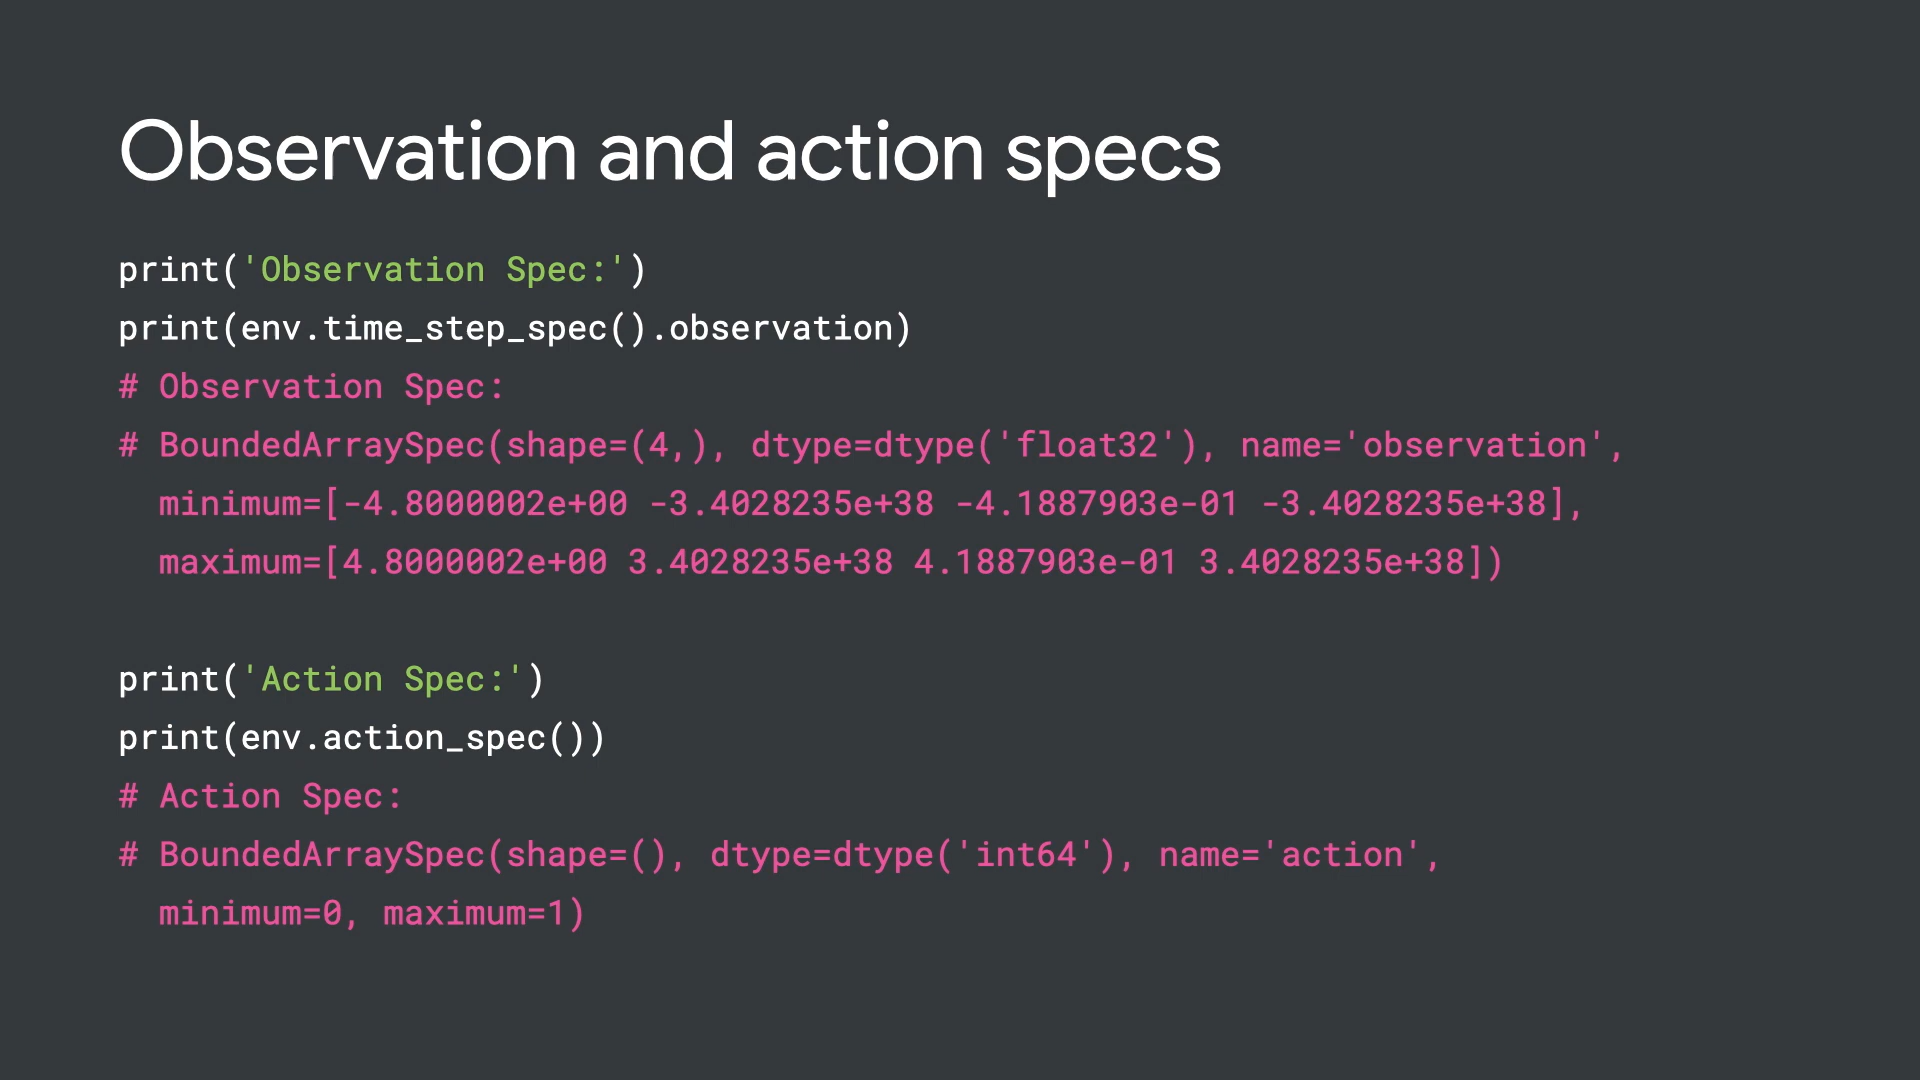 Observation and action specs
print('Observation Spec:')
print(env.time_step_spec().observation)
# Observation Spec:
# BoundedArraySpec(shape=(4,), dtype=dtype('float32'), name='observation',
minimum=[-4.8000002e+00 -3.4028235e+38 -4.1887903e-01 -3.4028235e+38],
maximum=[4.8000002e+00 3.4028235e+38 4.1887903e-01 3.4028235e+38])
print('Action Spec:')
print(env.action_spec())
# Action Spec:
# BoundedArraySpec(shape=(), dtype=dtype('int64'), name='action',
minimum=0, maximum=1)